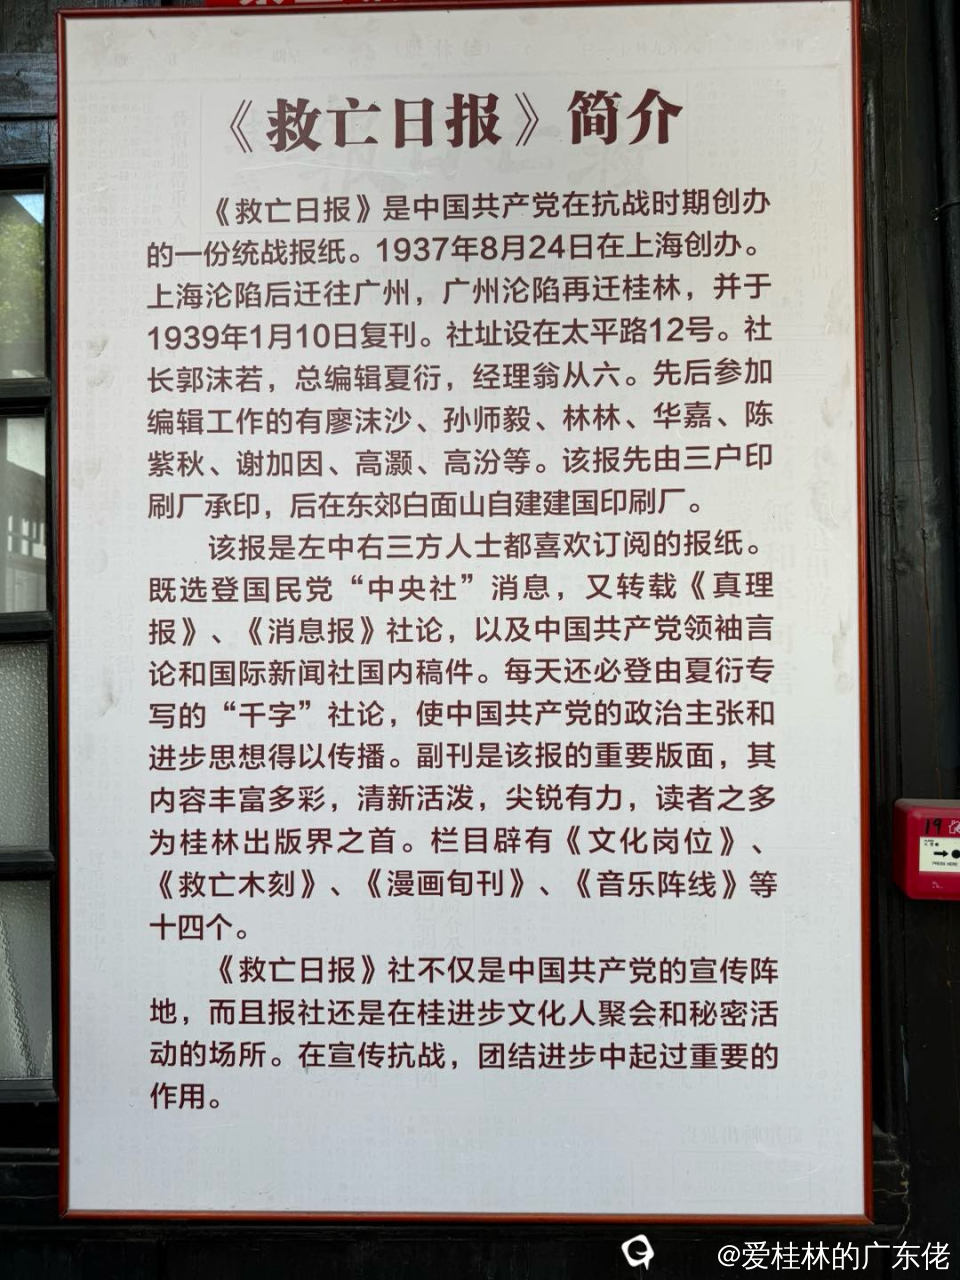 《救亡日报》简介
《救亡日报》是中国共产党在抗战时期创办
的一份统战报纸。1937年8月24日在上海创办。
上海沦陷后迁往广州，广州沦陷再迁桂林，并于
1939年1月10日复刊。社址设在太平路12号。社
长郭沫若，总编辑夏衍，经理翁从六。先后参加
编辑工作的有廖沫沙、孙师毅、林林、华嘉、陈
紫秋、谢加因、高灏、高汾等。该报先由三户印
刷厂承印，后在东郊白面山自建建国印刷厂。
该报是左中右三方人士都喜欢订阅的报纸。
既选登国民党“中央社”消息，又转载《真理
报》、《消息报》社论，以及中国共产党领袖言
论和国际新闻社国内稿件。每天还必登由夏衍专
写的“千字”社论，使中国共产党的政治主张和
进步思想得以传播。副刊是该报的重要版面，其
内容丰富多彩，清新活泼，尖锐有力，读者之多
为桂林出版界之首。栏目辟有《文化岗位》、
《救亡木刻》、《漫画旬刊》、《音乐阵线》等
十四个。
《救亡日报》社不仅是中国共产党的宣传阵
地，而且报社还是在桂进步文化人聚会和秘密活
动的场所。在宣传抗战，团结进步中起过重要的
作用。
19
PRESS HERE
@爱桂林的广东佬